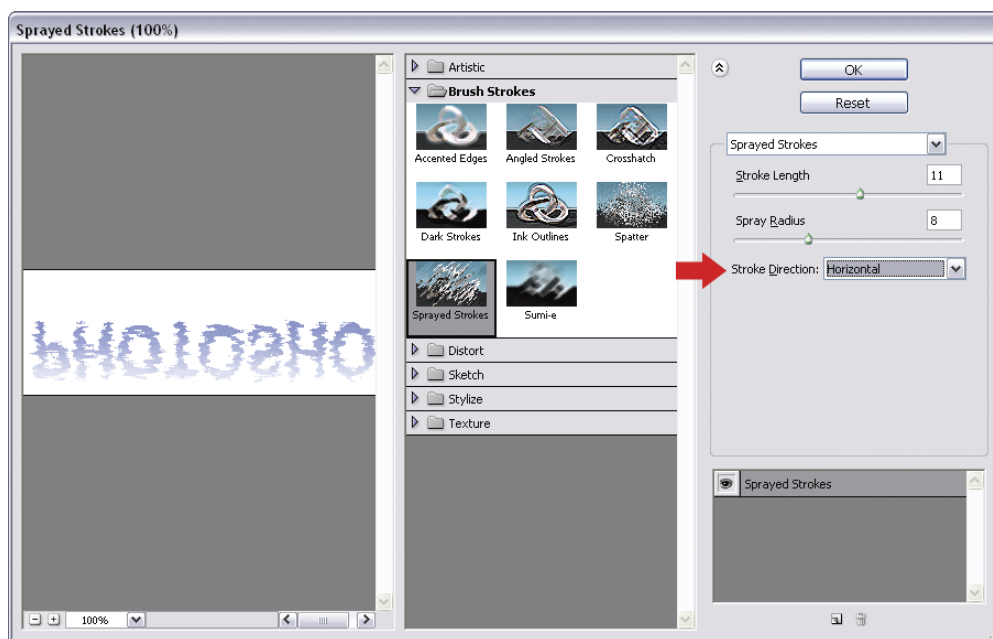 Sprayed Strokes (100%)
Artistic
Brush Strokes
Accented Edges
Angled Strokes
Crosshatch
Dark Strokes
Ink Outlines
Spatter
Sprayed Strokes
Sumi-e
Distort
Sketch
Stylize
Texture
100%
OK
Reset
Sprayed Strokes
Stroke Length 11
Spray Radius 8
Stroke Direction: Horizontal
Sprayed Strokes